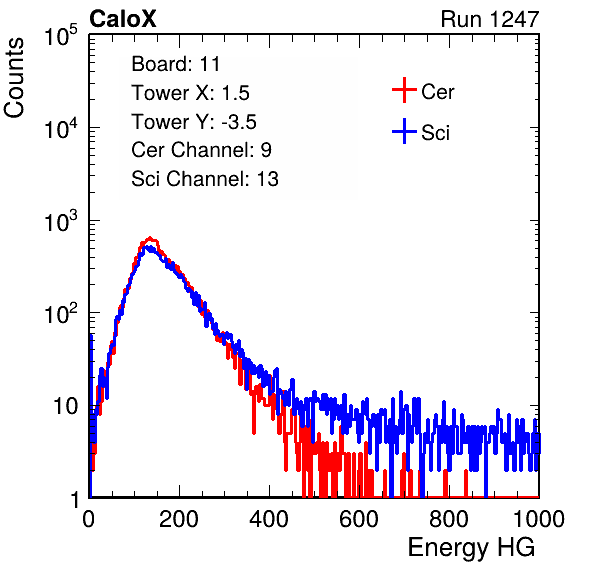 CaloX Run 1247
Counts
10^5
10^4
10^3
10^2
10
1
Board: 11
Tower X: 1.5
Tower Y: -3.5
Cer Channel: 9
Sci Channel: 13
Cer
Sci
0 200 400 600 800 1000
Energy HG